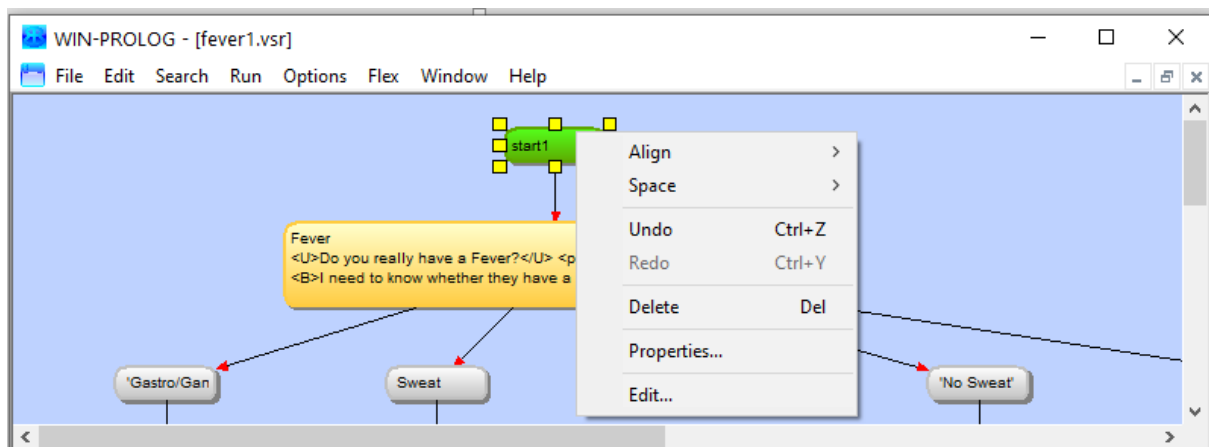 WIN-PROLOG - [fever1.vsr]
File Edit Search Run Options Flex Window Help
start1
Align
Space
Undo Ctrl+Z
Redo Ctrl+Y
Delete Del
Properties...
Edit...
Fever
<U>Do you really have a Fever?</U> <p
<B>I need to know whether they have a
'Gastro/Gan
Sweat
'No Sweat'